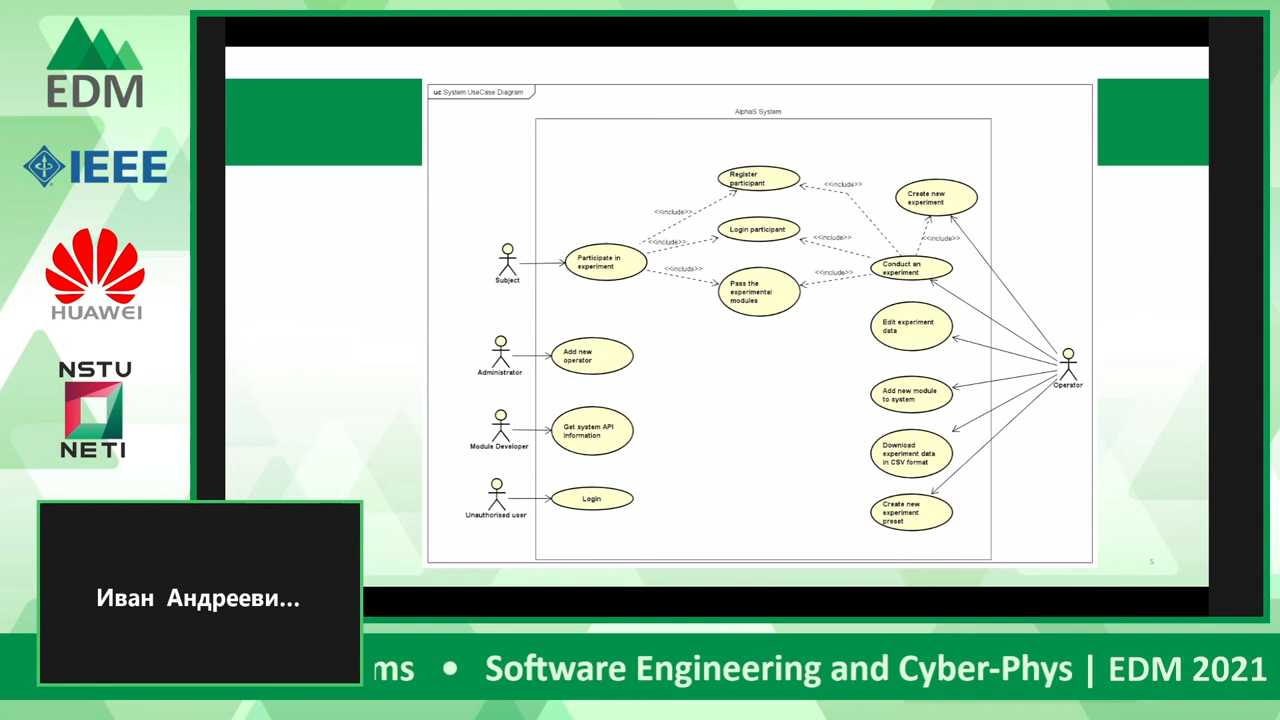 EDM
IEEE
HUAWEI
NSTU
NETI
uc System UseCase Diagram
AlphaS System
Register
participant
<<include>>
Create new
experiment
<<include>>
Login participant
<<include>>
<<include>>
<<include>>
Subject
Participate in
experiment
<<include>>
Conduct an
experiment
<<include>>
Pass the
experimental
modules
Edit experiment
data
Administrator
Add new
operator
Operator
Add new module
to system
Module Developer
Get system API
information
Download
experiment data
in CSV format
Unauthorised user
Login
Create new
experiment
preset
5
Иван Андрееви...
ms • Software Engineering and Cyber-Phys | EDM 2021